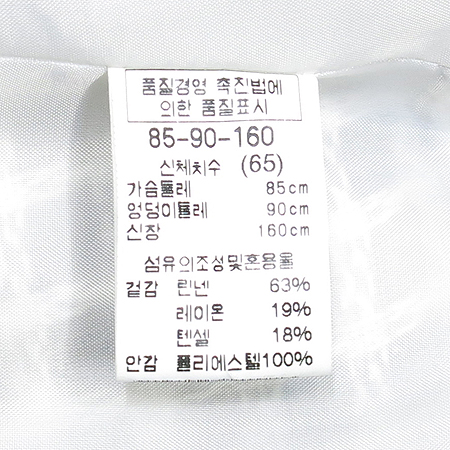 품질경영 촉진법에
의한 품질표시
85-90-160
신체치수 (65)
가슴둘레 85cm
엉덩이둘레 90cm
신장 160cm
섬유의조성및혼용율
겉감 린넨 63%
레이온 19%
텐셀 18%
안감 폴리에스텔100%